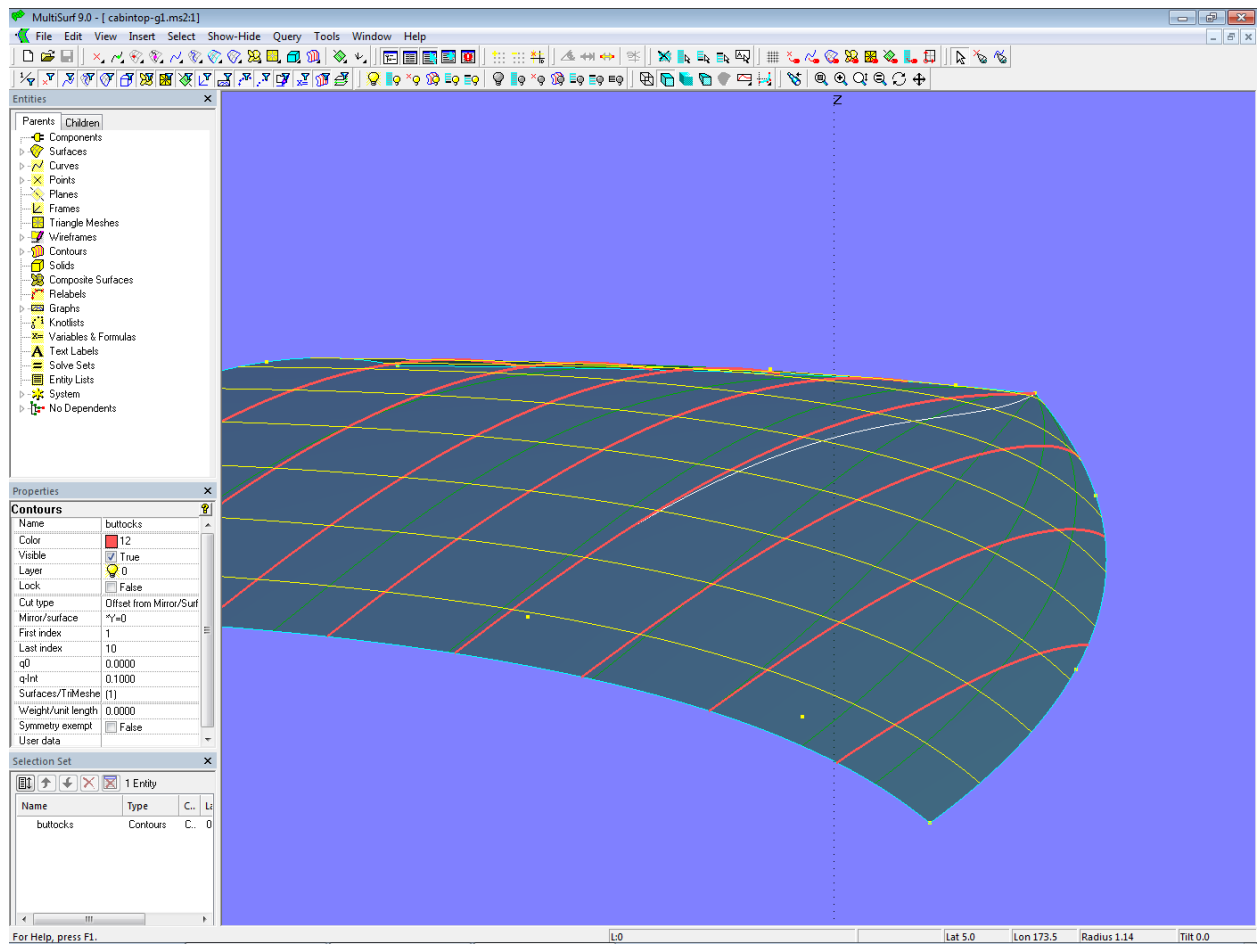 MultiSurf 9.0 - [ cabintop-g1.ms2:1]
File Edit View Insert Select Show-Hide Query Tools Window Help
Entities
Parents Children
Components
Surfaces
Curves
Points
Planes
Frames
Triangle Meshes
Wireframes
Contours
Solids
Composite Surfaces
Relabels
Graphs
Knotlists
Variables & Formulas
Text Labels
Solve Sets
Entity Lists
System
No Dependents
Z
Properties
Contours
Name buttocks
Color 12
Visible True
Layer 0
Lock False
Cut type Offset from Mirror/Surf
Mirror/surface *Y=0
First index 1
Last index 10
q0 0.0000
q-Int 0.1000
Surfaces/TriMeshe (1)
Weight/unit length 0.0000
Symmetry exempt False
User data
Selection Set
1 Entity
Name Type C.. La
buttocks Contours C.. 0
For Help, press F1. L:0 Lat 5.0 Lon 173.5 Radius 1.14 Tilt 0.0